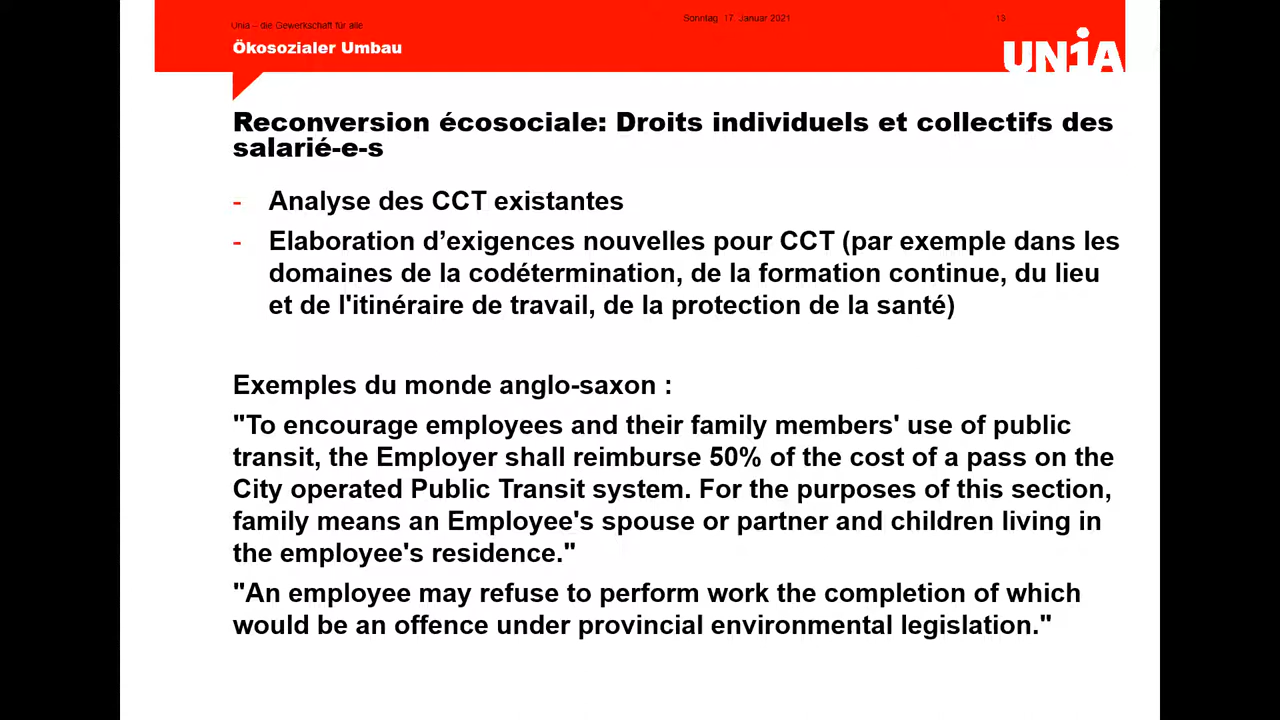 Unia – die Gewerkschaft für alle
Sonntag, 17. Januar 2021
13
Ökosozialer Umbau
UNiA
Reconversion écosociale: Droits individuels et collectifs des
salarié-e-s
- Analyse des CCT existantes
- Elaboration d’exigences nouvelles pour CCT (par exemple dans les
domaines de la codétermination, de la formation continue, du lieu
et de l'itinéraire de travail, de la protection de la santé)
Exemples du monde anglo-saxon :
"To encourage employees and their family members' use of public
transit, the Employer shall reimburse 50% of the cost of a pass on the
City operated Public Transit system. For the purposes of this section,
family means an Employee's spouse or partner and children living in
the employee's residence."
"An employee may refuse to perform work the completion of which
would be an offence under provincial environmental legislation."